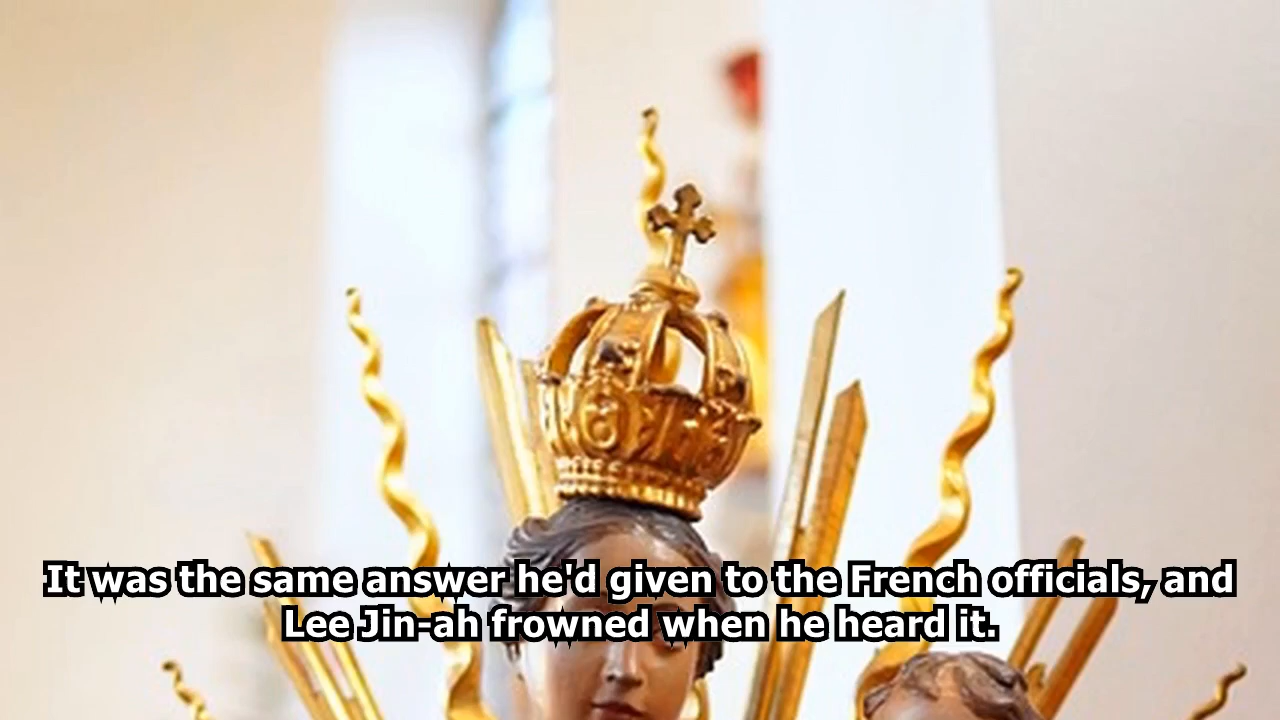 It was the same answer he'd given to the French officials, and
Lee Jin-ah frowned when he heard it.